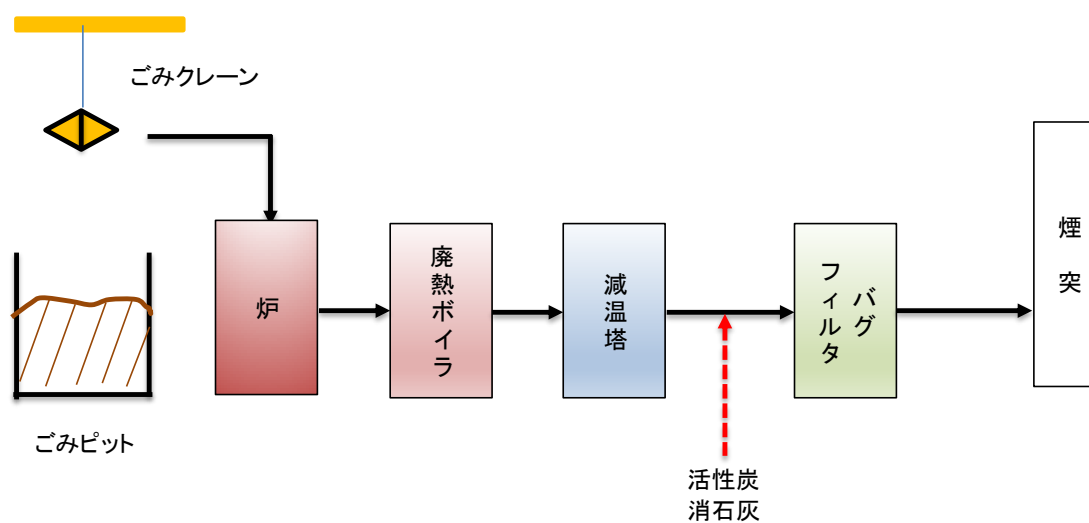 ごみクレーン
ごみピット
炉
廃熱ボイラ
減温塔
活性炭
消石灰
バグ
フィルタ
煙突